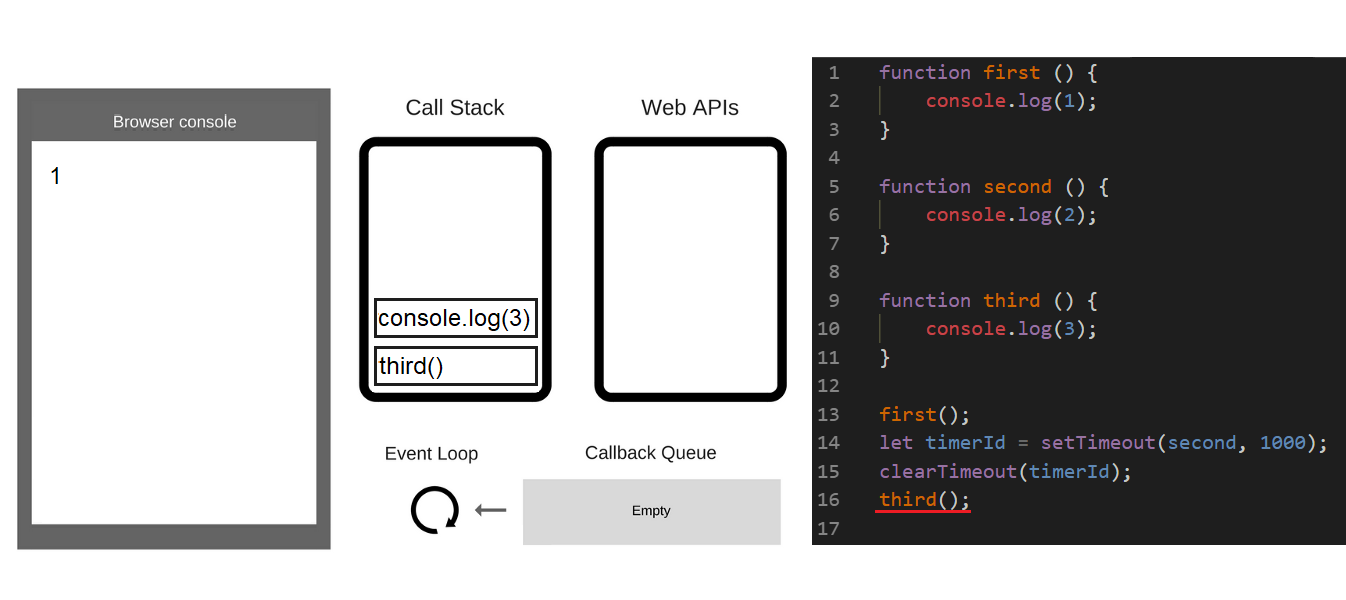 Browser console
1
Call Stack
console.log(3)
third()
Web APIs
Event Loop
Callback Queue
Empty
1 function first () {
2     console.log(1);
3 }
4
5 function second () {
6     console.log(2);
7 }
8
9 function third () {
10     console.log(3);
11 }
12
13 first();
14 let timerId = setTimeout(second, 1000);
15 clearTimeout(timerId);
16 third();
17